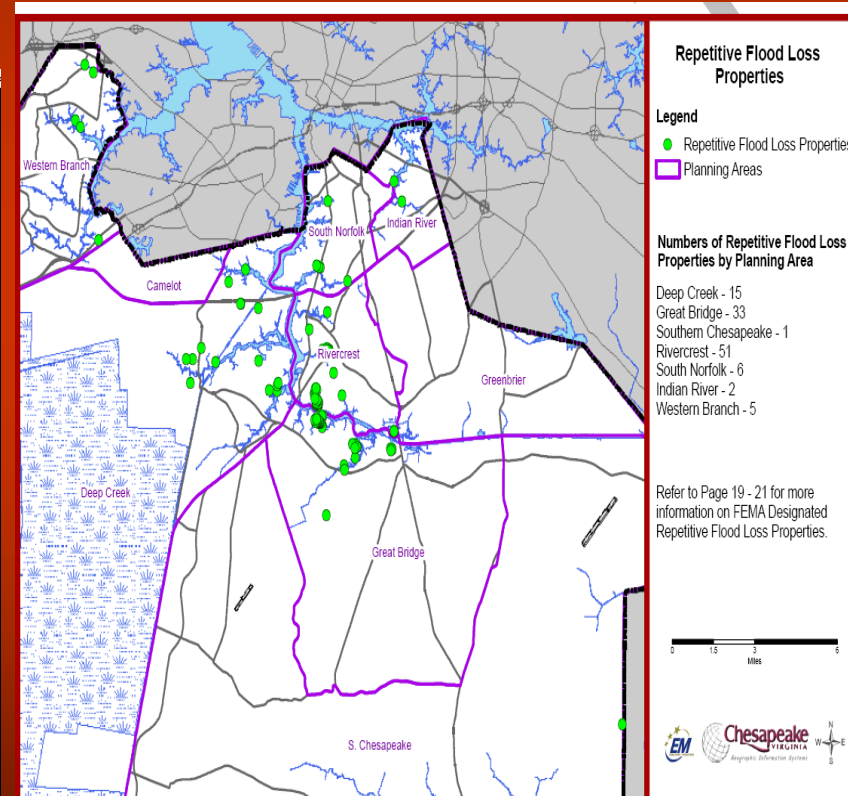 Repetitive Flood Loss
Properties
Legend
Repetitive Flood Loss Properties
Planning Areas
Numbers of Repetitive Flood Loss
Properties by Planning Area
Deep Creek - 15
Great Bridge - 33
Southern Chesapeake - 1
Rivercrest - 51
South Norfolk - 6
Indian River - 2
Western Branch - 5
Refer to Page 19 - 21 for more
information on FEMA Designated
Repetitive Flood Loss Properties.
0 1.5 3 6
Miles
EM
Chesapeake
VIRGINIA
Geographic Information Systems
N
W E
S
Western Branch
South Norfolk
Indian River
Camelot
Rivercrest
Greenbrier
Deep Creek
Great Bridge
S. Chesapeake